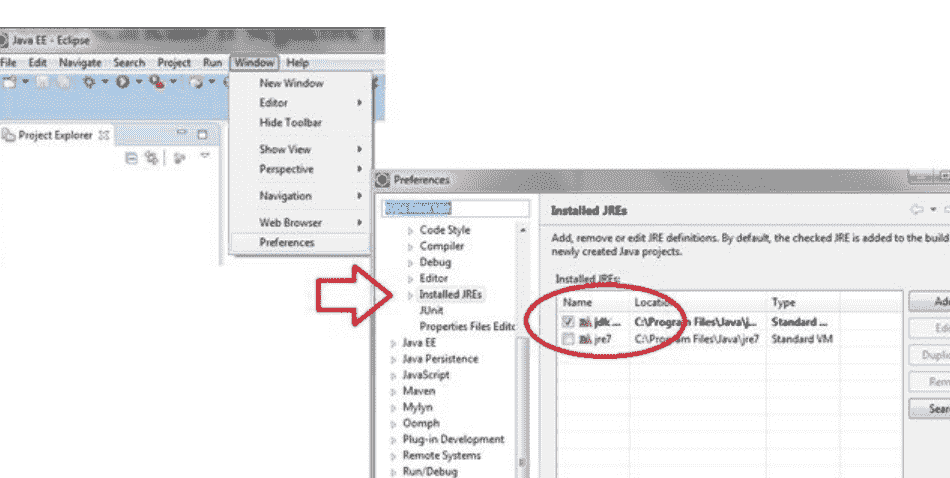 Java EE - Eclipse
File Edit Navigate Search Project Run Window Help
New Window
Editor
Hide Toolbar
Show View
Perspective
Navigation
Web Browser
Preferences
Project Explorer
Preferences
Code Style
Compiler
Debug
Editor
Installed JREs
JUnit
Properties Files Edito
Java EE
Java Persistence
JavaScript
Maven
Mylyn
Oomph
Plug-in Development
Remote Systems
Run/Debug
Installed JREs
Add, remove or edit JRE definitions. By default, the checked JRE is added to the build
newly created Java projects.
Installed JREs:
Name Location Type
jdk ... C:\Program Files\Java\j... Standard ...
jre7 C:\Program Files\Java\jre7 Standard VM
Add
Edi
Duplic
Rem
Sear